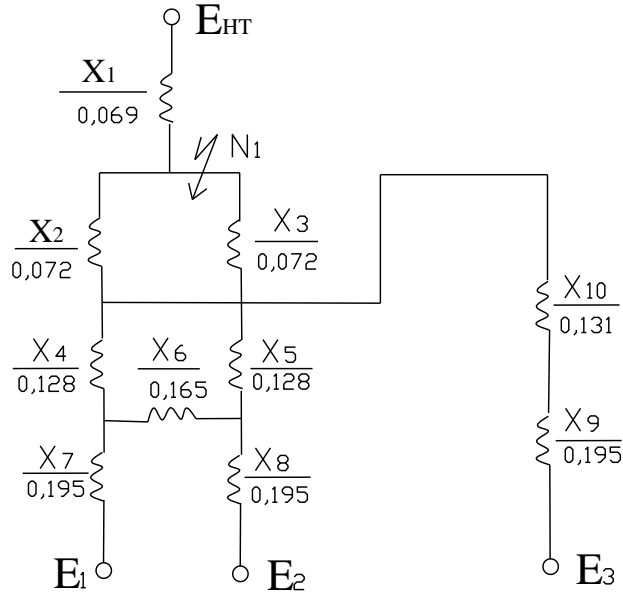 E_HT
X1
0,069
N1
X2
0,072
X3
0,072
X10
0,131
X4
0,128
X6
0,165
X5
0,128
X7
0,195
X8
0,195
X9
0,195
E1
E2
E3